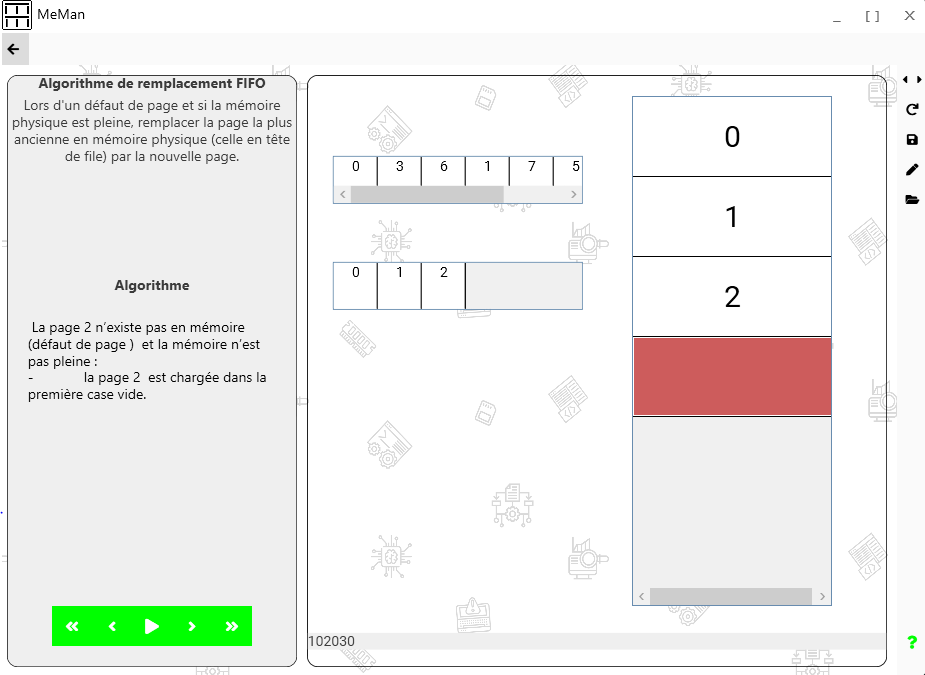 MeMan
Algorithme de remplacement FIFO
Lors d'un défaut de page et si la mémoire
physique est pleine, remplacer la page la plus
ancienne en mémoire physique (celle en tête
de file) par la nouvelle page.
Algorithme
La page 2 n’existe pas en mémoire
(défaut de page ) et la mémoire n’est
pas pleine :
- la page 2 est chargée dans la
première case vide.
0 3 6 1 7 5
0 1 2
0
1
2
102030
?